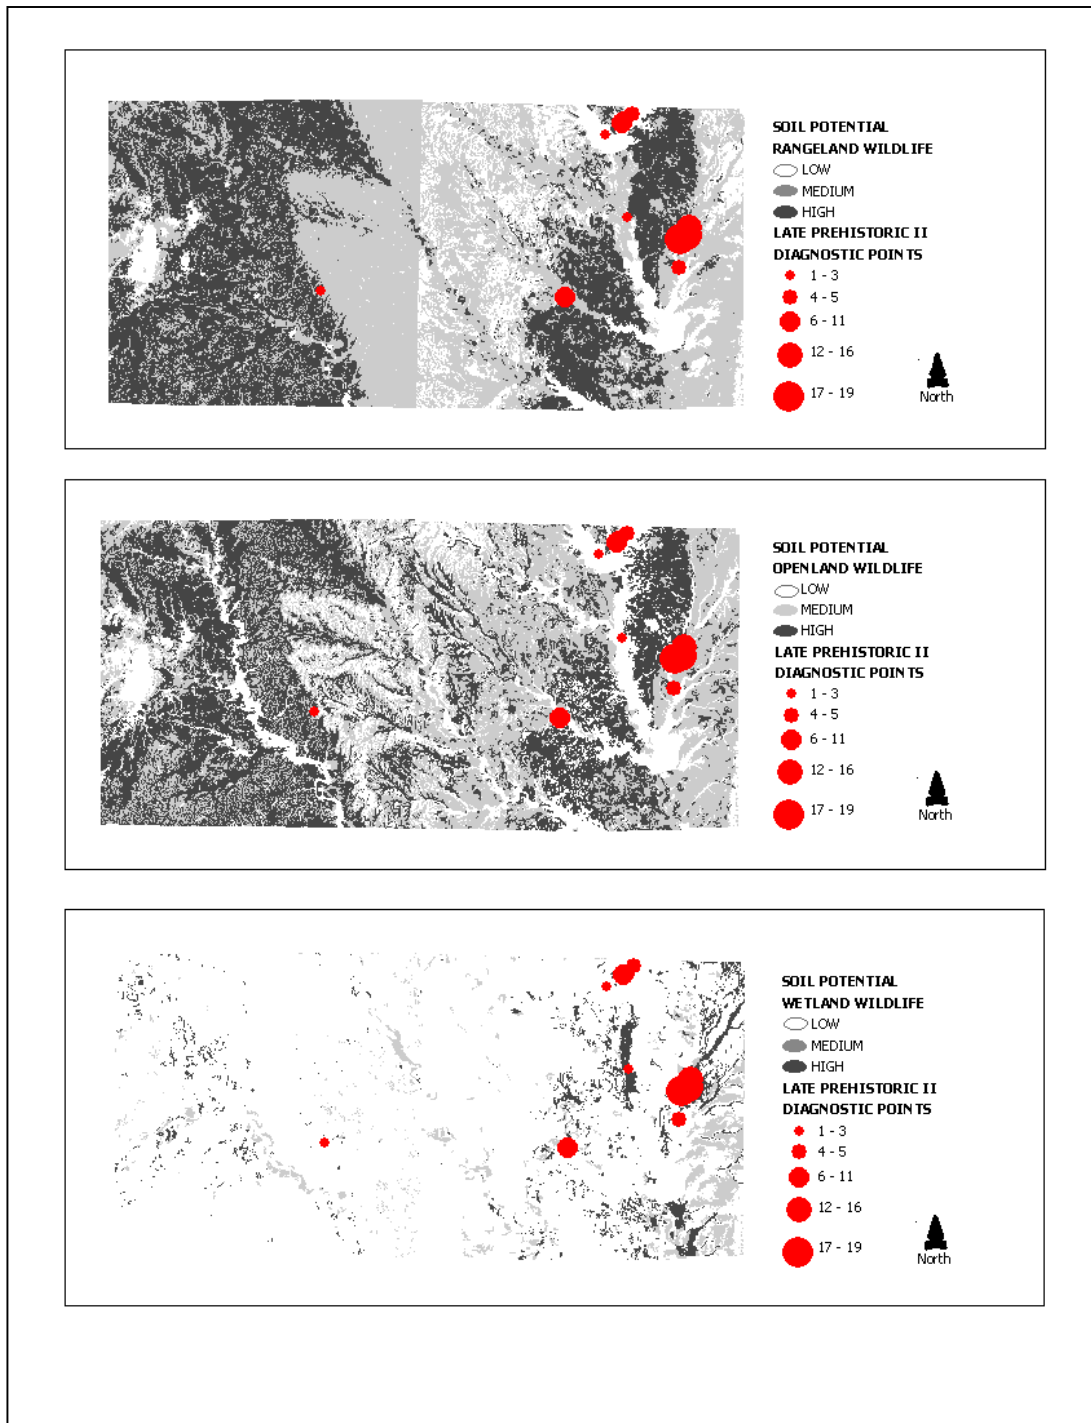 SOIL POTENTIAL
RANGELAND WILDLIFE
LOW
MEDIUM
HIGH
LATE PREHISTORIC II
DIAGNOSTIC POINTS
1 - 3
4 - 5
6 - 11
12 - 16
17 - 19
North
SOIL POTENTIAL
OPENLAND WILDLIFE
LOW
MEDIUM
HIGH
LATE PREHISTORIC II
DIAGNOSTIC POINTS
1 - 3
4 - 5
6 - 11
12 - 16
17 - 19
North
SOIL POTENTIAL
WETLAND WILDLIFE
LOW
MEDIUM
HIGH
LATE PREHISTORIC II
DIAGNOSTIC POINTS
1 - 3
4 - 5
6 - 11
12 - 16
17 - 19
North